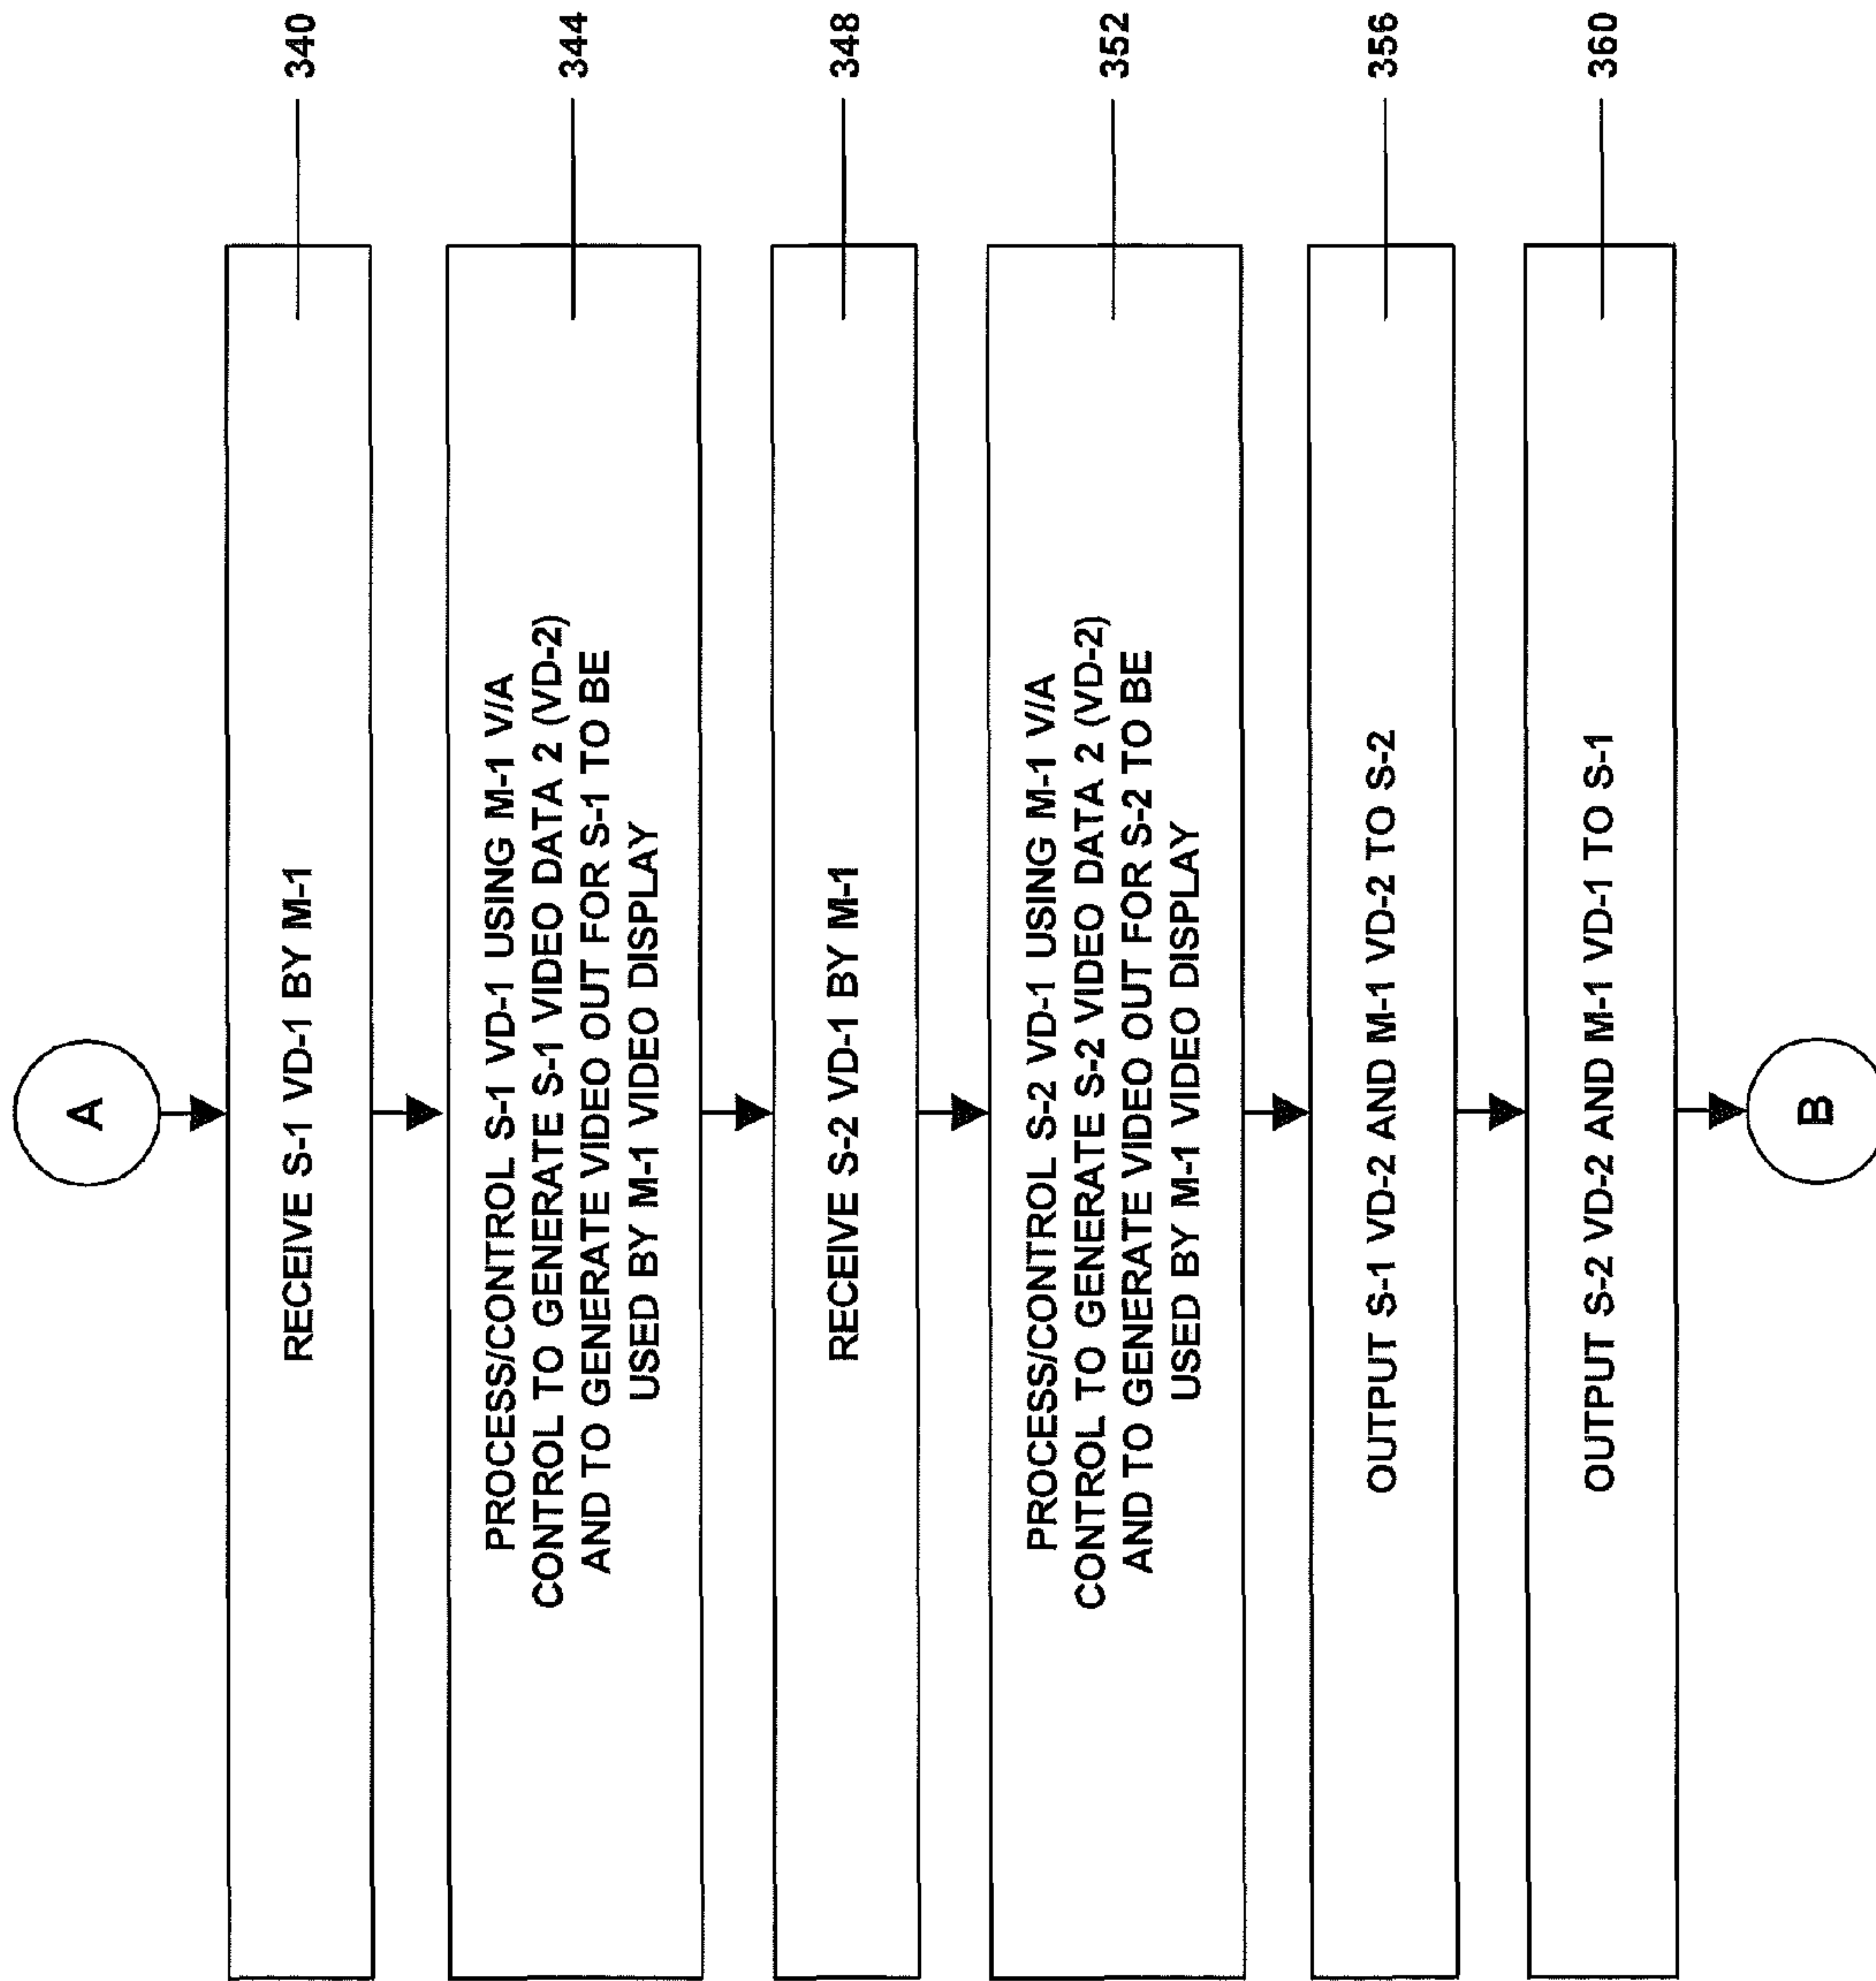 A
RECEIVE S-1 VD-1 BY M-1
340
PROCESS/CONTROL S-1 VD-1 USING M-1 V/A
CONTROL TO GENERATE S-1 VIDEO DATA 2 (VD-2)
AND TO GENERATE VIDEO OUT FOR S-1 TO BE
USED BY M-1 VIDEO DISPLAY
344
RECEIVE S-2 VD-1 BY M-1
348
PROCESS/CONTROL S-2 VD-1 USING M-1 V/A
CONTROL TO GENERATE S-2 VIDEO DATA 2 (VD-2)
AND TO GENERATE VIDEO OUT FOR S-2 TO BE
USED BY M-1 VIDEO DISPLAY
352
OUTPUT S-1 VD-2 AND M-1 VD-2 TO S-2
356
OUTPUT S-2 VD-2 AND M-1 VD-1 TO S-1
360
B